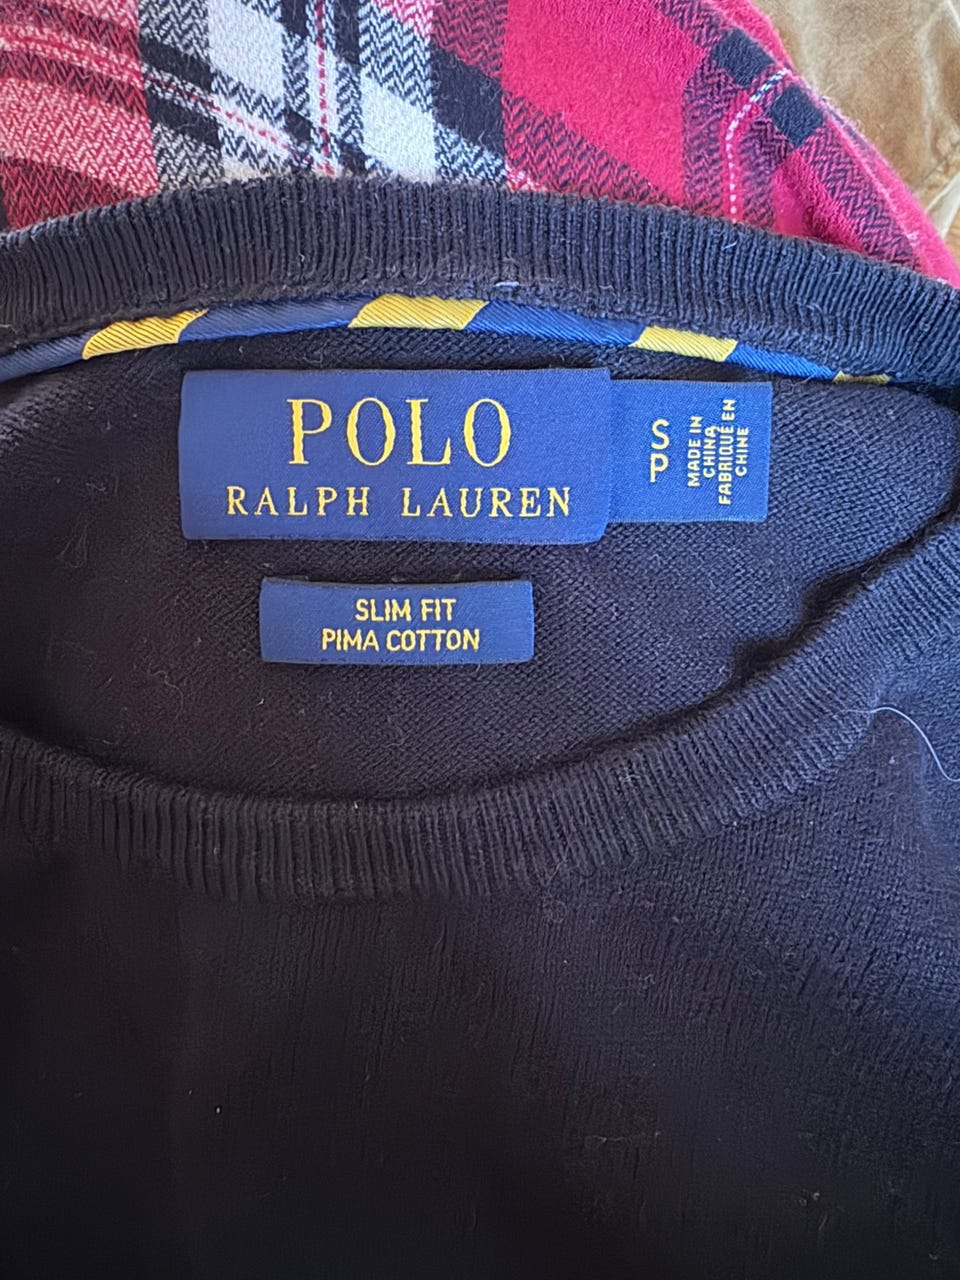 POLO
RALPH LAUREN
S
P
MADE IN
CHINA
FABRIQUÉ EN
CHINE
SLIM FIT
PIMA COTTON